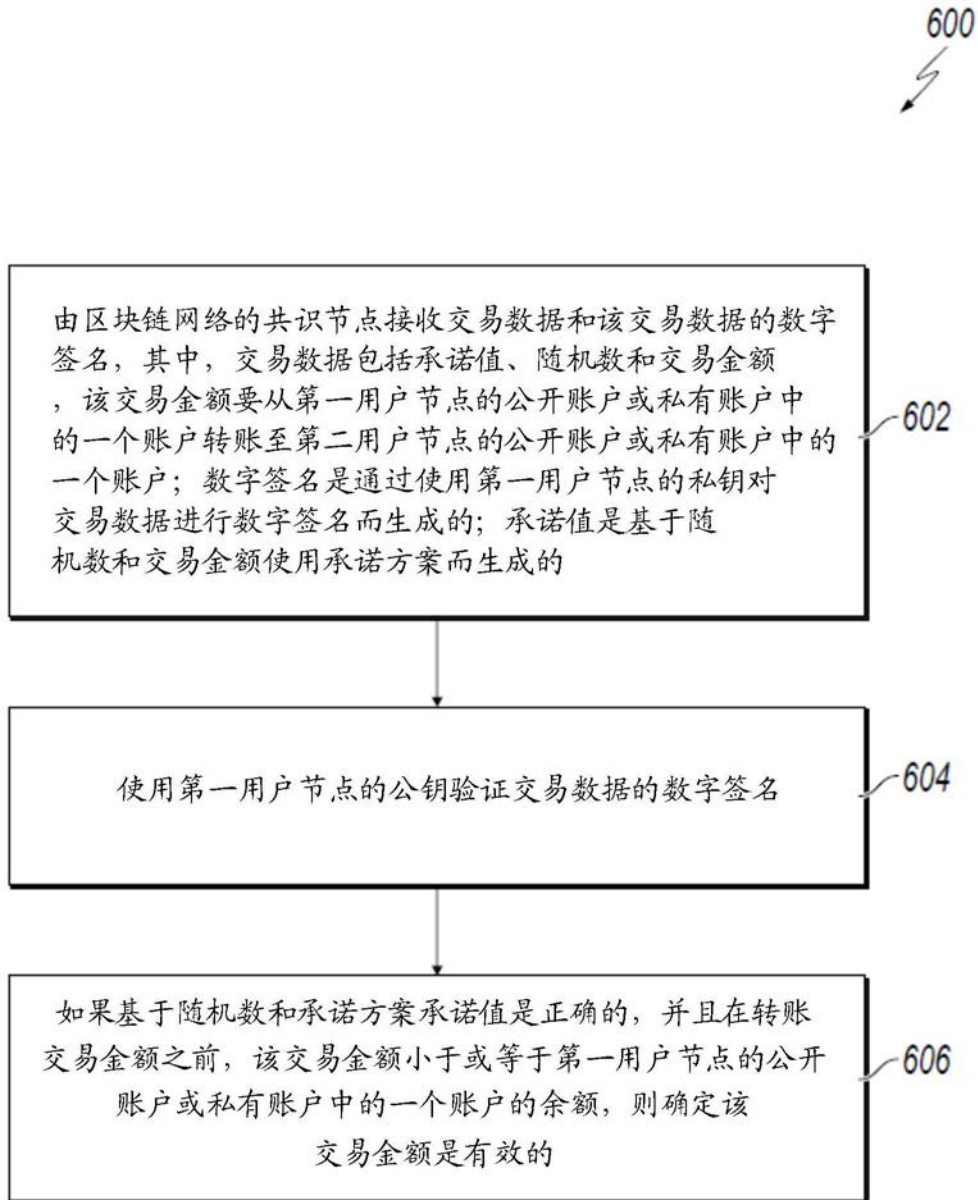 600
由区块链网络的共识节点接收交易数据和该交易数据的数字
签名，其中，交易数据包括承诺值、随机数和交易金额
，该交易金额要从第一用户节点的公开账户或私有账户中
的一个账户转账至第二用户节点的公开账户或私有账户中的
一个账户；数字签名是通过使用第一用户节点的私钥对
交易数据进行数字签名而生成的；承诺值是基于随
机数和交易金额使用承诺方案而生成的
602
使用第一用户节点的公钥验证交易数据的数字签名
604
如果基于随机数和承诺方案承诺值是正确的，并且在转账
交易金额之前，该交易金额小于或等于第一用户节点的公开
账户或私有账户中的一个账户的余额，则确定该
交易金额是有效的
606